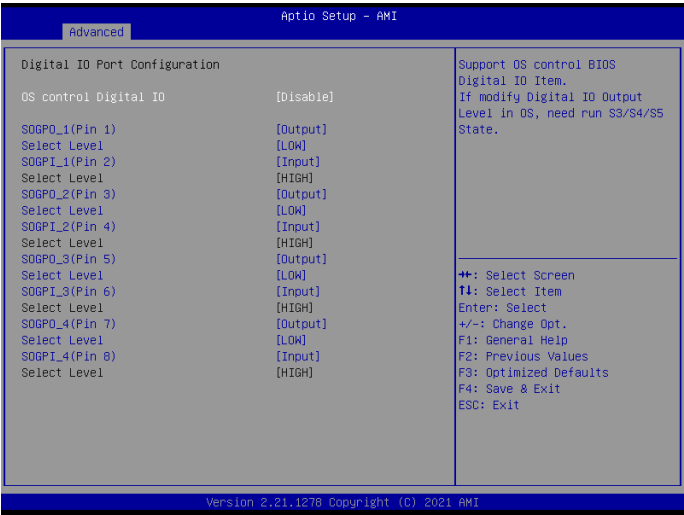 Aptio Setup – AMI
Advanced
Digital IO Port Configuration
OS control Digital IO [Disable]
SOGPO_1(Pin 1) [Output]
Select Level [LOW]
SOGPI_1(Pin 2) [Input]
Select Level [HIGH]
SOGPO_2(Pin 3) [Output]
Select Level [LOW]
SOGPI_2(Pin 4) [Input]
Select Level [HIGH]
SOGPO_3(Pin 5) [Output]
Select Level [LOW]
SOGPI_3(Pin 6) [Input]
Select Level [HIGH]
SOGPO_4(Pin 7) [Output]
Select Level [LOW]
SOGPI_4(Pin 8) [Input]
Select Level [HIGH]
Support OS control BIOS
Digital IO Item.
If modify Digital IO Output
Level in OS, need run S3/S4/S5
State.
→←: Select Screen
↑↓: Select Item
Enter: Select
+/-: Change Opt.
F1: General Help
F2: Previous Values
F3: Optimized Defaults
F4: Save & Exit
ESC: Exit
Version 2.21.1278 Copyright (C) 2021 AMI